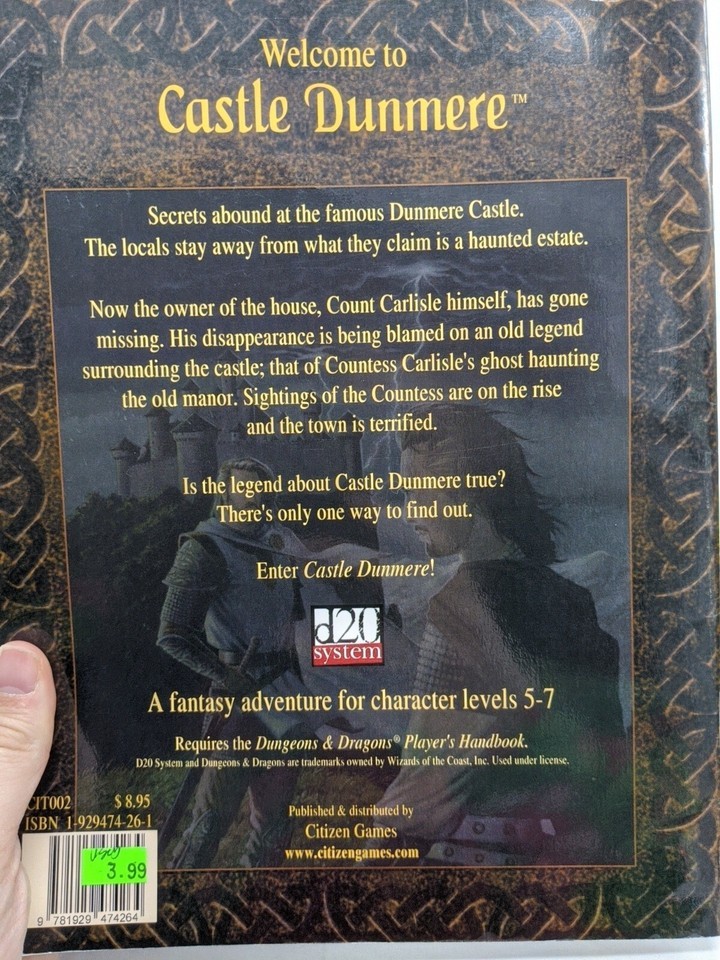 Welcome to
Castle Dunmere™
Secrets abound at the famous Dunmere Castle.
The locals stay away from what they claim is a haunted estate.
Now the owner of the house, Count Carlisle himself, has gone
missing. His disappearance is being blamed on an old legend
surrounding the castle; that of Countess Carlisle's ghost haunting
the old manor. Sightings of the Countess are on the rise
and the town is terrified.
Is the legend about Castle Dunmere true?
There's only one way to find out.
Enter Castle Dunmere!
d20
system
A fantasy adventure for character levels 5-7
Requires the Dungeons & Dragons® Player's Handbook.
D20 System and Dungeons & Dragons are trademarks owned by Wizards of the Coast, Inc. Used under license.
CIT002 $ 8.95
ISBN 1-929474-26-1
Published & distributed by
Citizen Games
www.citizengames.com
used
3.99
9 781929 474264